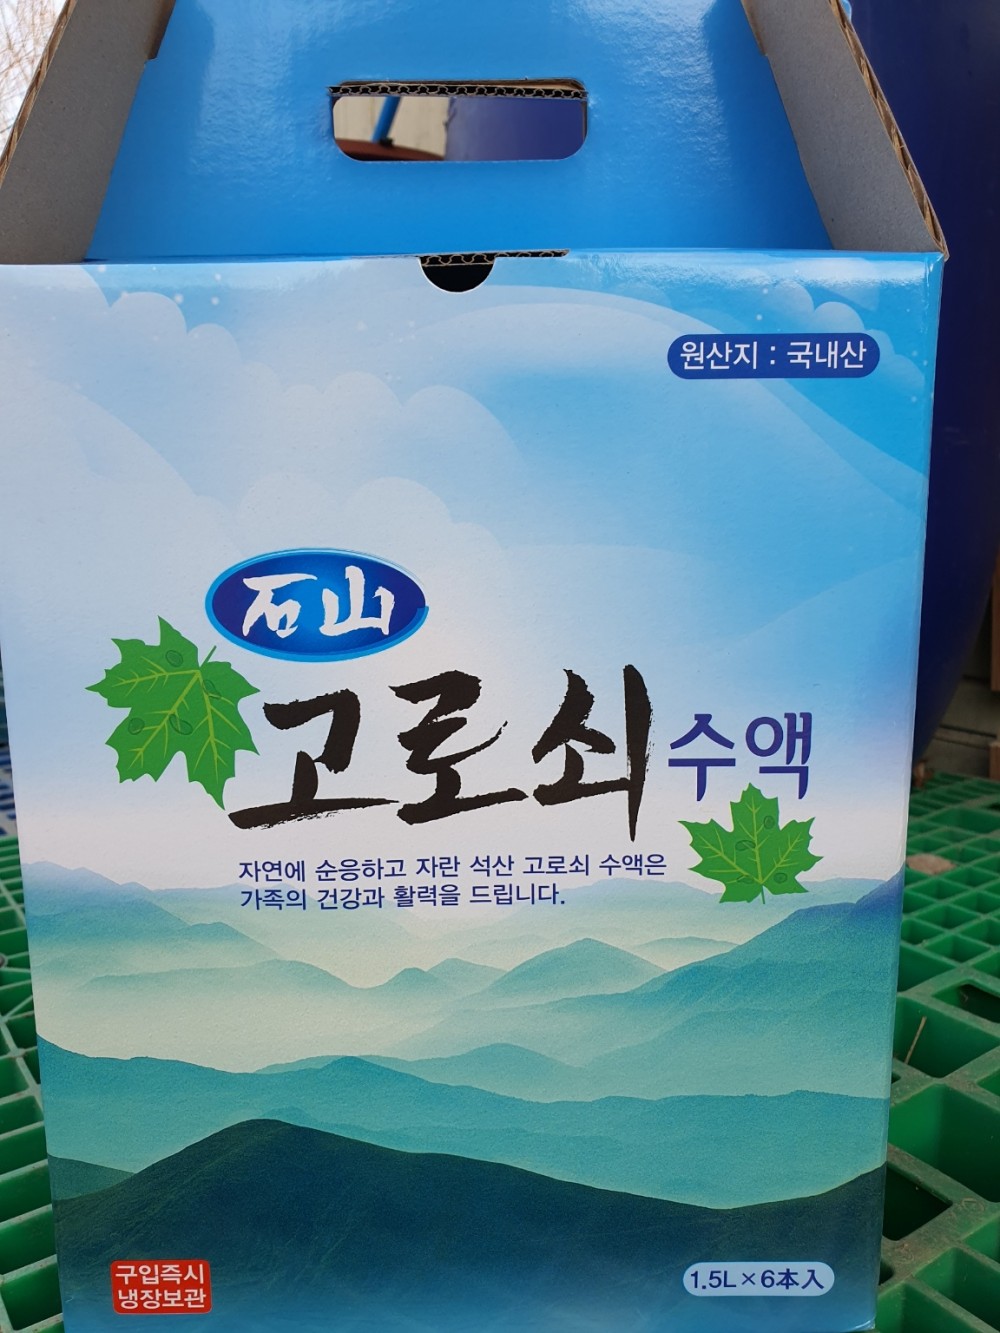 원산지 : 국내산
石山
고로쇠 수액
자연에 순응하고 자란 석산 고로쇠 수액은
가족의 건강과 활력을 드립니다.
구입즉시
냉장보관
1.5L×6本入